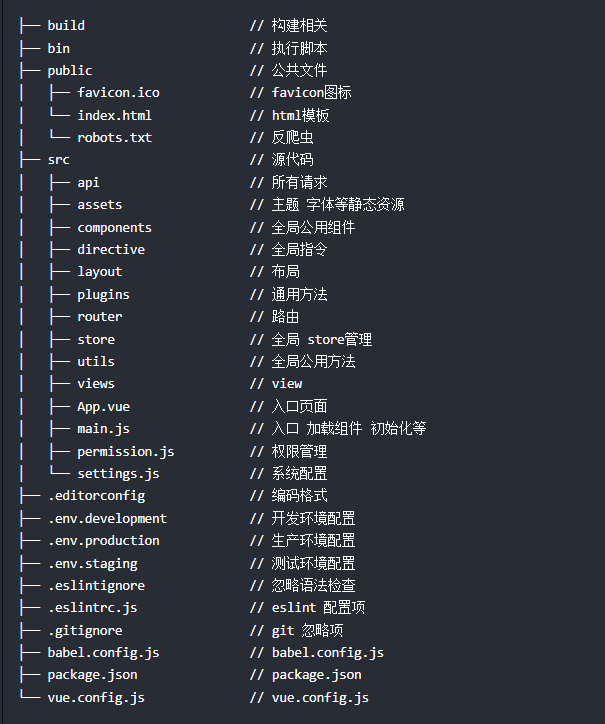 ├── build                      // 构建相关
├── bin                        // 执行脚本
├── public                     // 公共文件
│   ├── favicon.ico            // favicon图标
│   └── index.html             // html模板
│   └── robots.txt             // 反爬虫
├── src                        // 源代码
│   ├── api                    // 所有请求
│   ├── assets                 // 主题 字体等静态资源
│   ├── components             // 全局公用组件
│   ├── directive              // 全局指令
│   ├── layout                 // 布局
│   ├── plugins                // 通用方法
│   ├── router                 // 路由
│   ├── store                  // 全局 store管理
│   ├── utils                  // 全局公用方法
│   ├── views                  // view
│   ├── App.vue                // 入口页面
│   ├── main.js                // 入口 加载组件 初始化等
│   ├── permission.js          // 权限管理
│   └── settings.js            // 系统配置
├── .editorconfig              // 编码格式
├── .env.development           // 开发环境配置
├── .env.production            // 生产环境配置
├── .env.staging               // 测试环境配置
├── .eslintignore              // 忽略语法检查
├── .eslintrc.js               // eslint 配置项
├── .gitignore                 // git 忽略项
├── babel.config.js            // babel.config.js
├── package.json               // package.json
└── vue.config.js              // vue.config.js